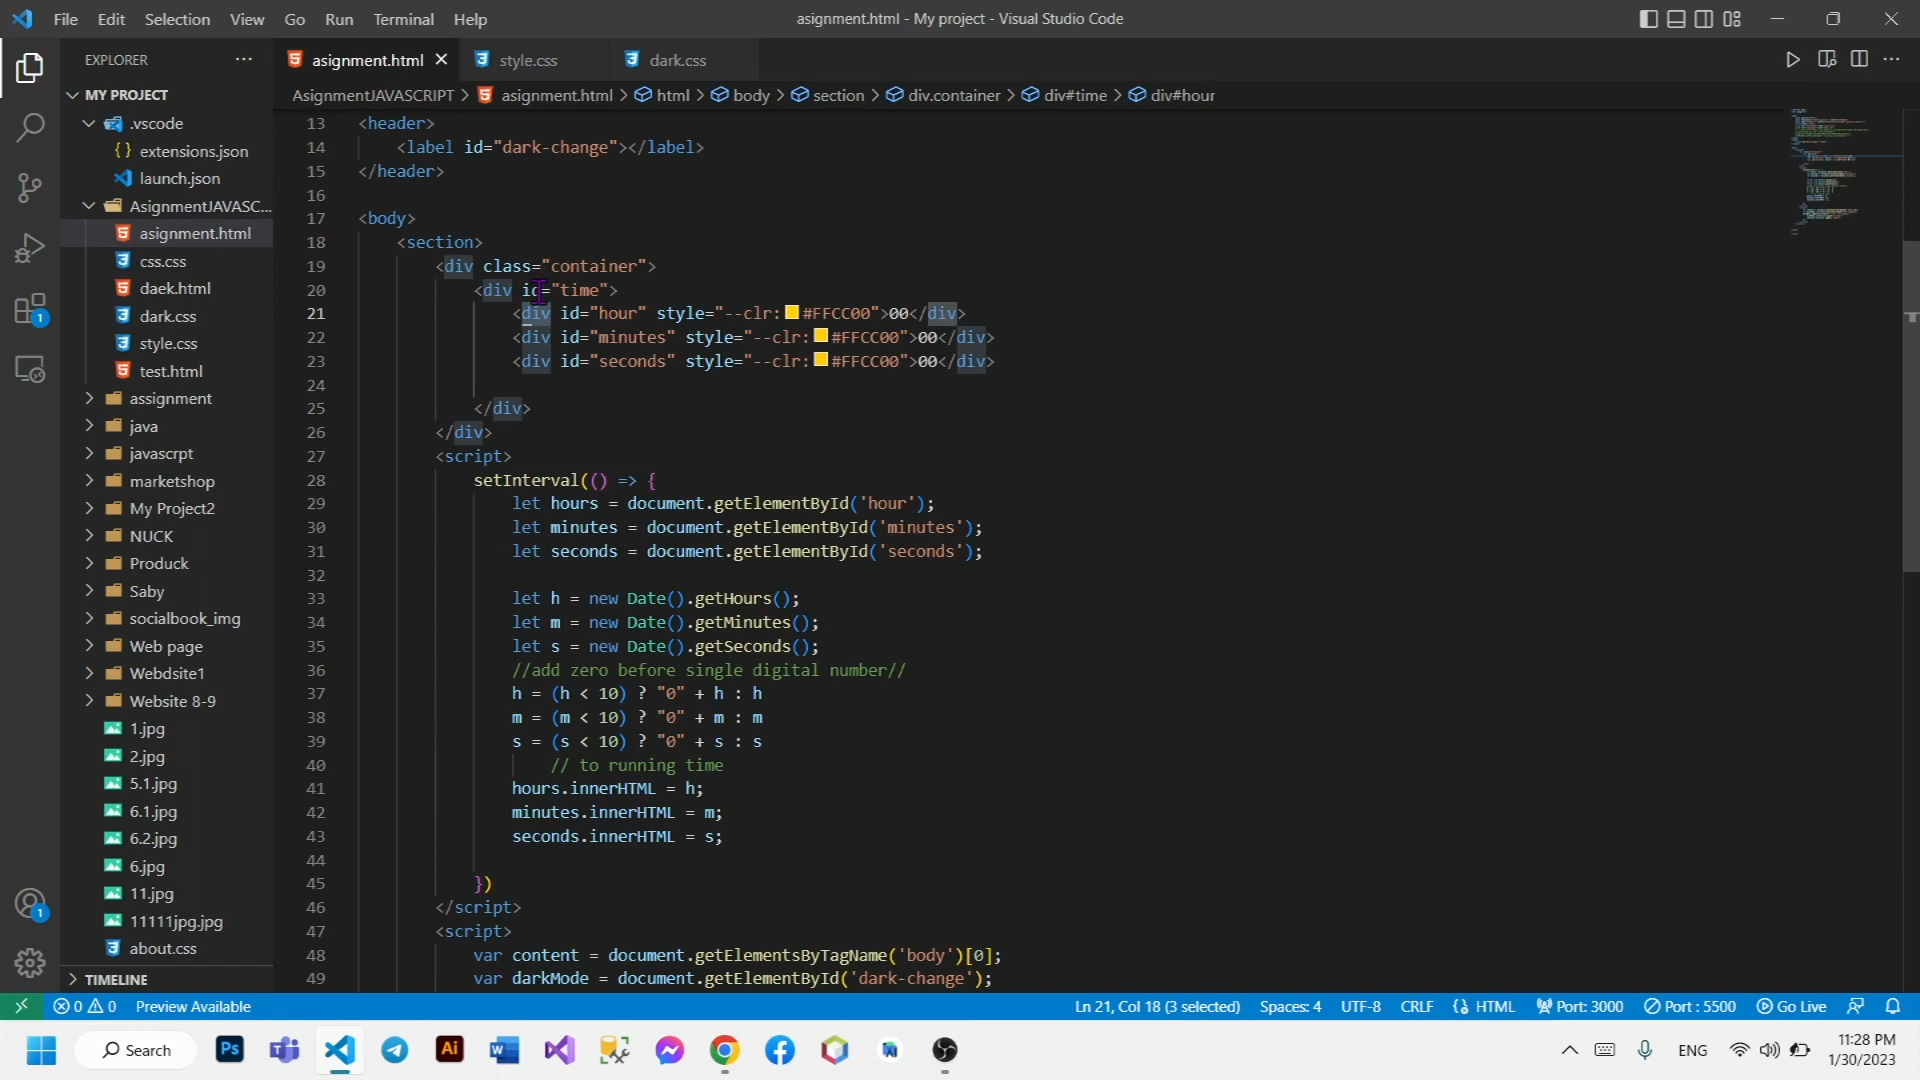 File Edit Selection View Go Run Terminal Help
asignment.html - My project - Visual Studio Code
EXPLORER
MY PROJECT
.vscode
{} extensions.json
launch.json
AsignmentJAVASC...
asignment.html
css.css
daek.html
dark.css
style.css
test.html
assignment
java
javascrpt
marketshop
My Project2
NUCK
Produck
Saby
socialbook_img
Web page
Webdsite1
Website 8-9
1.jpg
2.jpg
5.1.jpg
6.1.jpg
6.2.jpg
6.jpg
11.jpg
11111jpg.jpg
about.css
TIMELINE
asignment.html style.css dark.css
AsignmentJAVASCRIPT > asignment.html > html > body > section > div.container > div#time > div#hour
13 <header>
14 <label id="dark-change"></label>
15 </header>
16
17 <body>
18 <section>
19 <div class="container">
20 <div id="time">
21 <div id="hour" style="--clr:#FFCC00">00</div>
22 <div id="minutes" style="--clr:#FFCC00">00</div>
23 <div id="seconds" style="--clr:#FFCC00">00</div>
24
25 </div>
26 </div>
27 <script>
28 setInterval(() => {
29 let hours = document.getElementById('hour');
30 let minutes = document.getElementById('minutes');
31 let seconds = document.getElementById('seconds');
32
33 let h = new Date().getHours();
34 let m = new Date().getMinutes();
35 let s = new Date().getSeconds();
36 //add zero before single digital number//
37 h = (h < 10) ? "0" + h : h
38 m = (m < 10) ? "0" + m : m
39 s = (s < 10) ? "0" + s : s
40 // to running time
41 hours.innerHTML = h;
42 minutes.innerHTML = m;
43 seconds.innerHTML = s;
44
45 })
46 </script>
47 <script>
48 var content = document.getElementsByTagName('body')[0];
49 var darkMode = document.getElementById('dark-change');
0 0 Preview Available
Ln 21, Col 18 (3 selected) Spaces: 4 UTF-8 CRLF HTML Port: 3000 Port : 5500 Go Live
Search
ENG
11:28 PM
1/30/2023